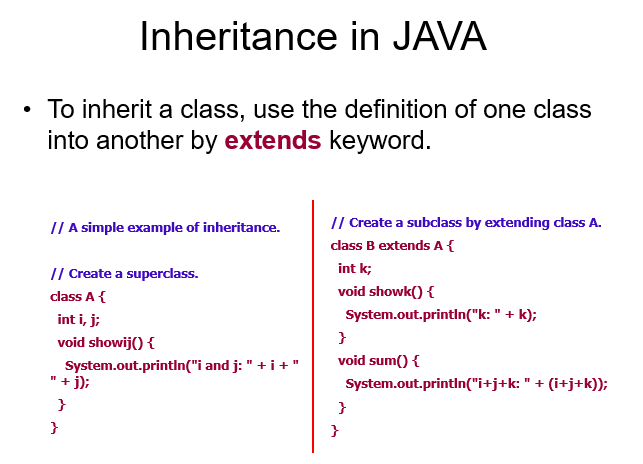 Inheritance in JAVA
• To inherit a class, use the definition of one class
into another by extends keyword.
// A simple example of inheritance.
// Create a superclass.
class A {
int i, j;
void showij() {
System.out.println("i and j: " + i + "
" + j);
}
}
// Create a subclass by extending class A.
class B extends A {
int k;
void showk() {
System.out.println("k: " + k);
}
void sum() {
System.out.println("i+j+k: " + (i+j+k));
}
}